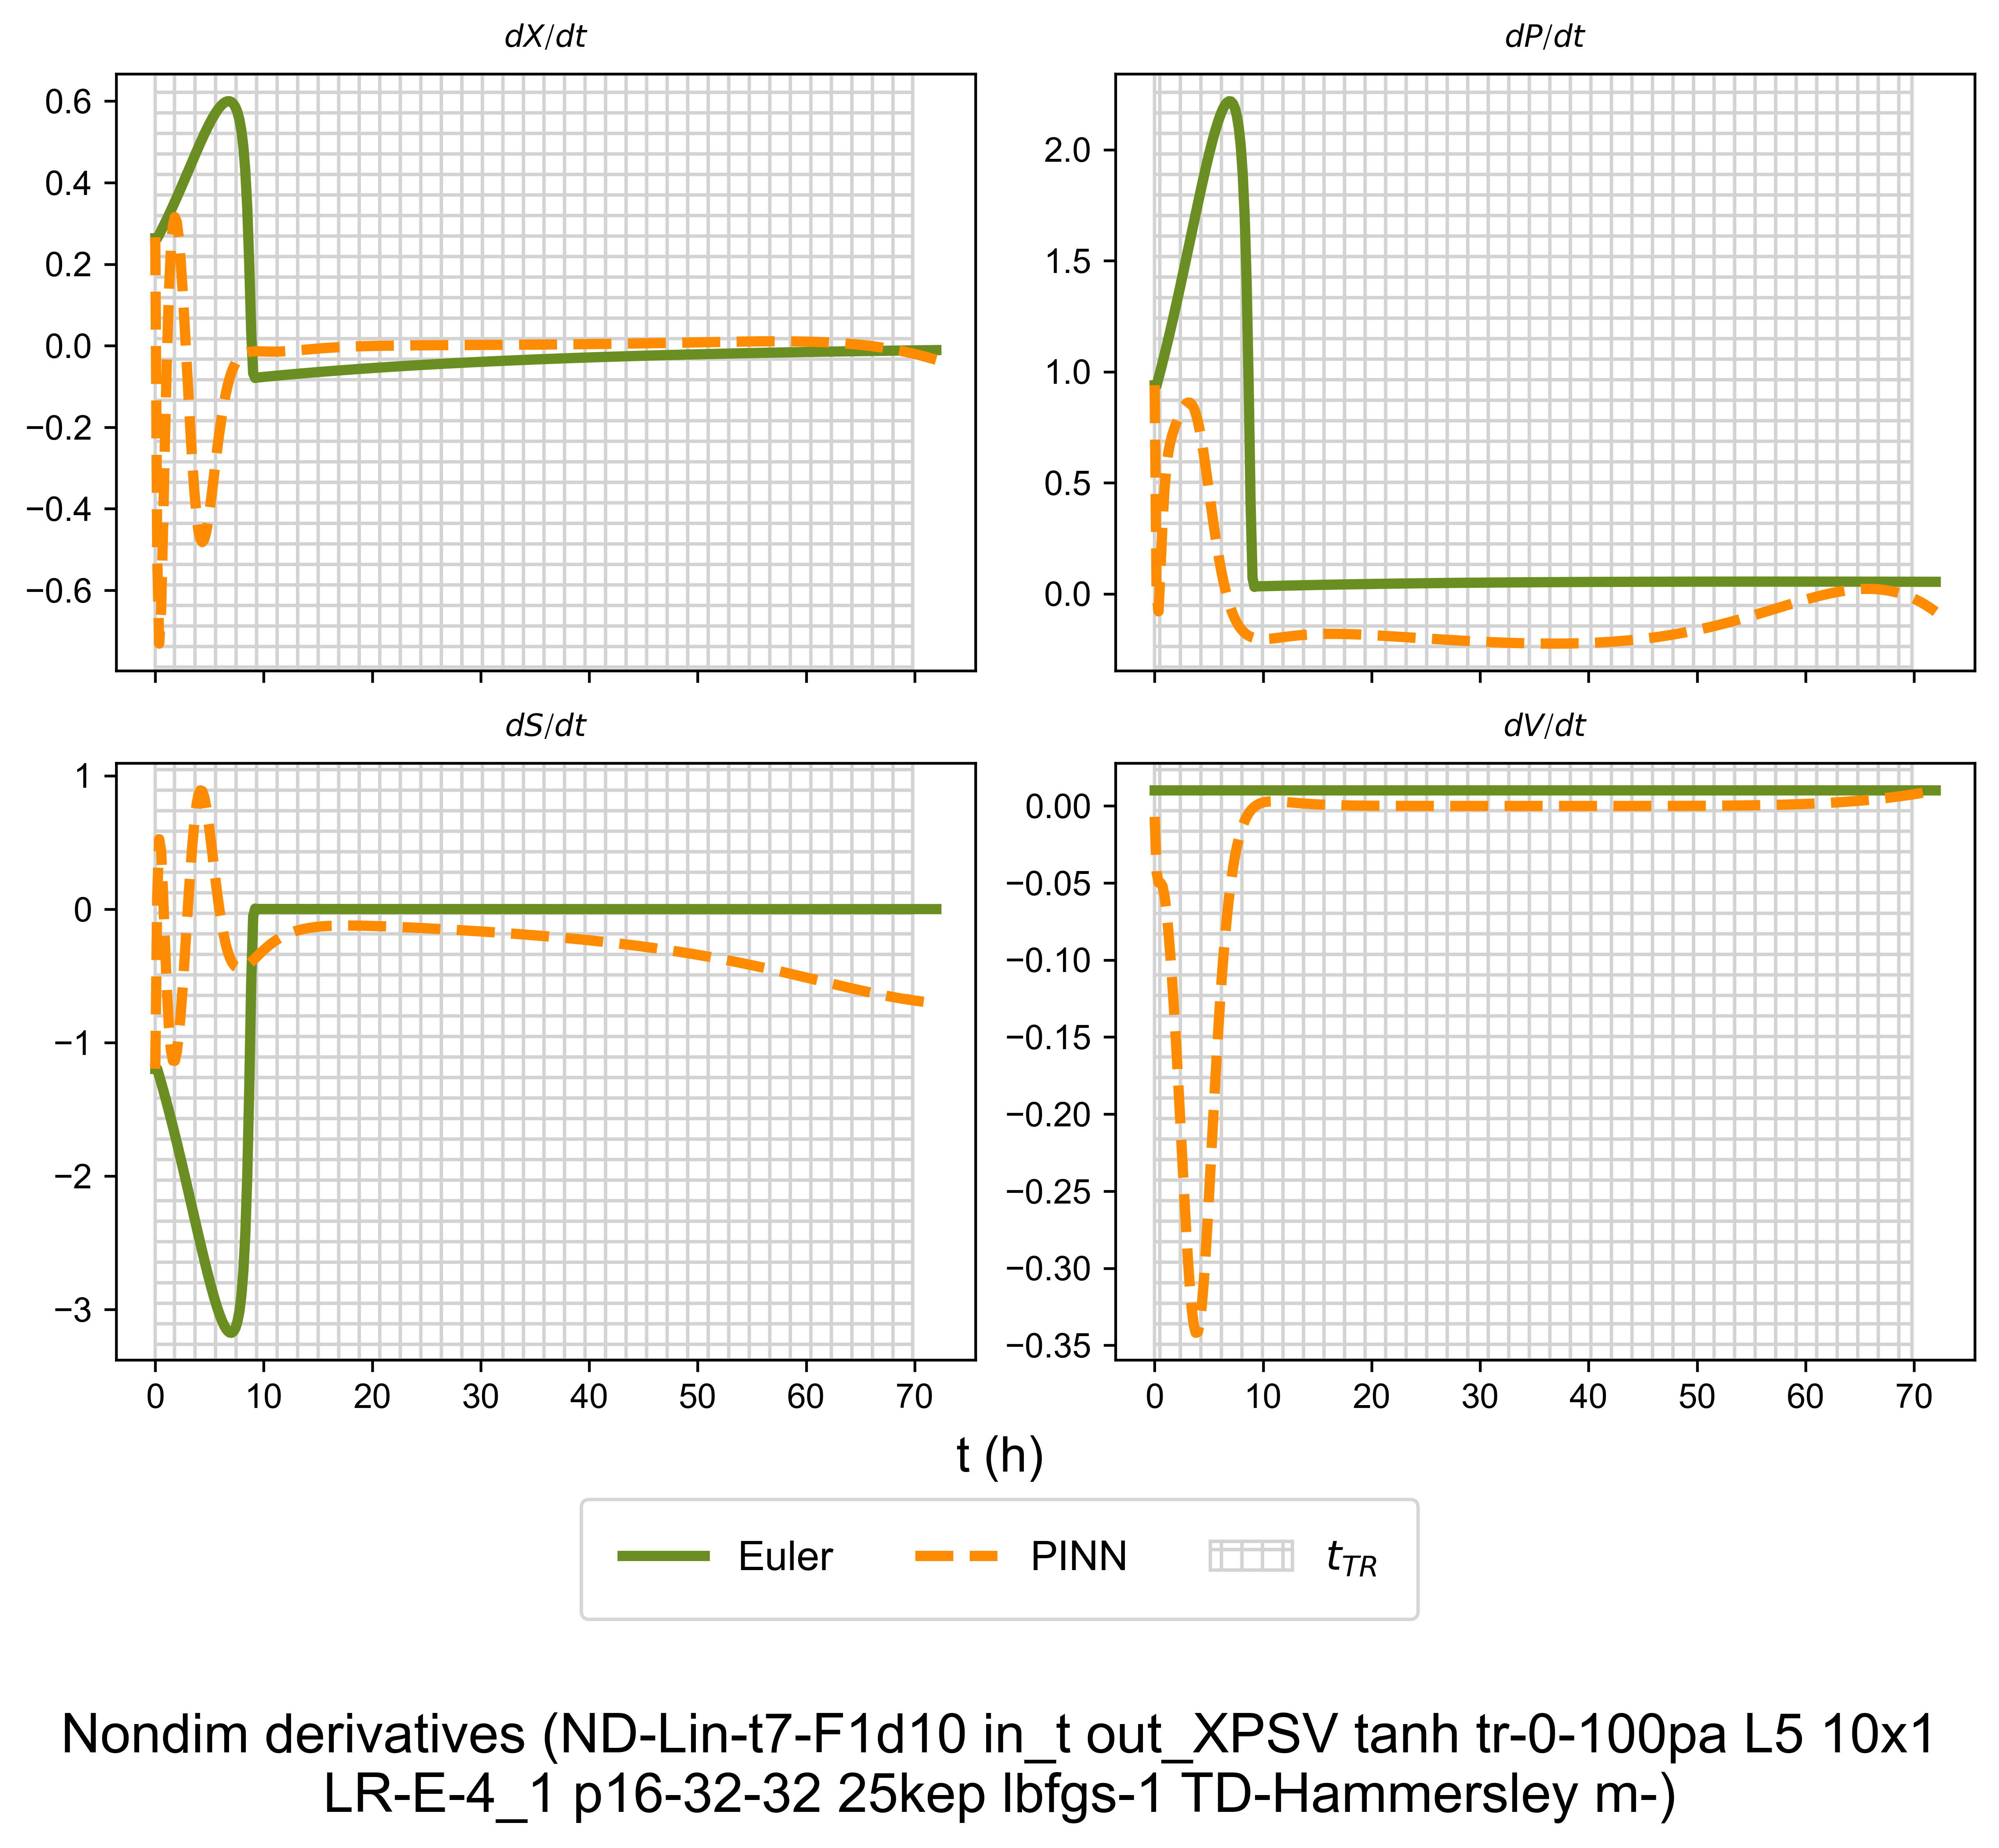 dX/dt
dP/dt
0.6
0.4
0.2
0.0
−0.2
−0.4
−0.6
2.0
1.5
1.0
0.5
0.0
dS/dt
dV/dt
1
0
−1
−2
−3
0.00
−0.05
−0.10
−0.15
−0.20
−0.25
−0.30
−0.35
0 10 20 30 40 50 60 70
0 10 20 30 40 50 60 70
t (h)
Euler PINN t_TR
Nondim derivatives (ND-Lin-t7-F1d10 in_t out_XPSV tanh tr-0-100pa L5 10x1
LR-E-4_1 p16-32-32 25kep lbfgs-1 TD-Hammersley m-)